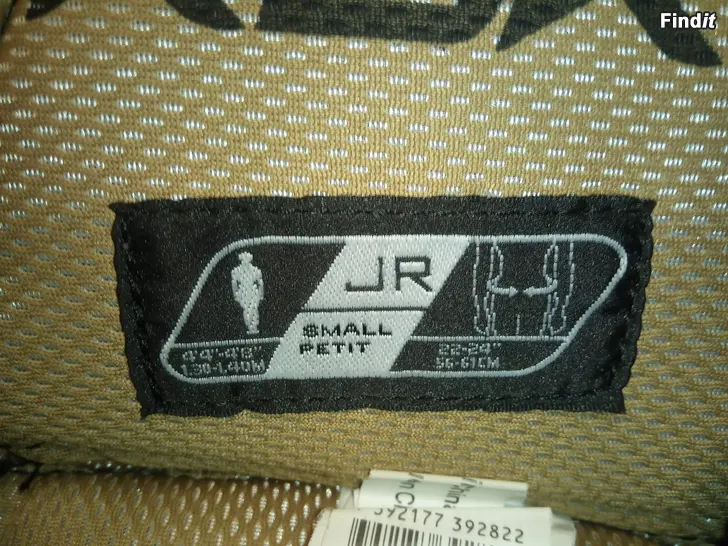 Findit
JR
SMALL
PETIT
4'4"-4'8"
1.30-1.40M
22-24"
56-61CM
392177 392822